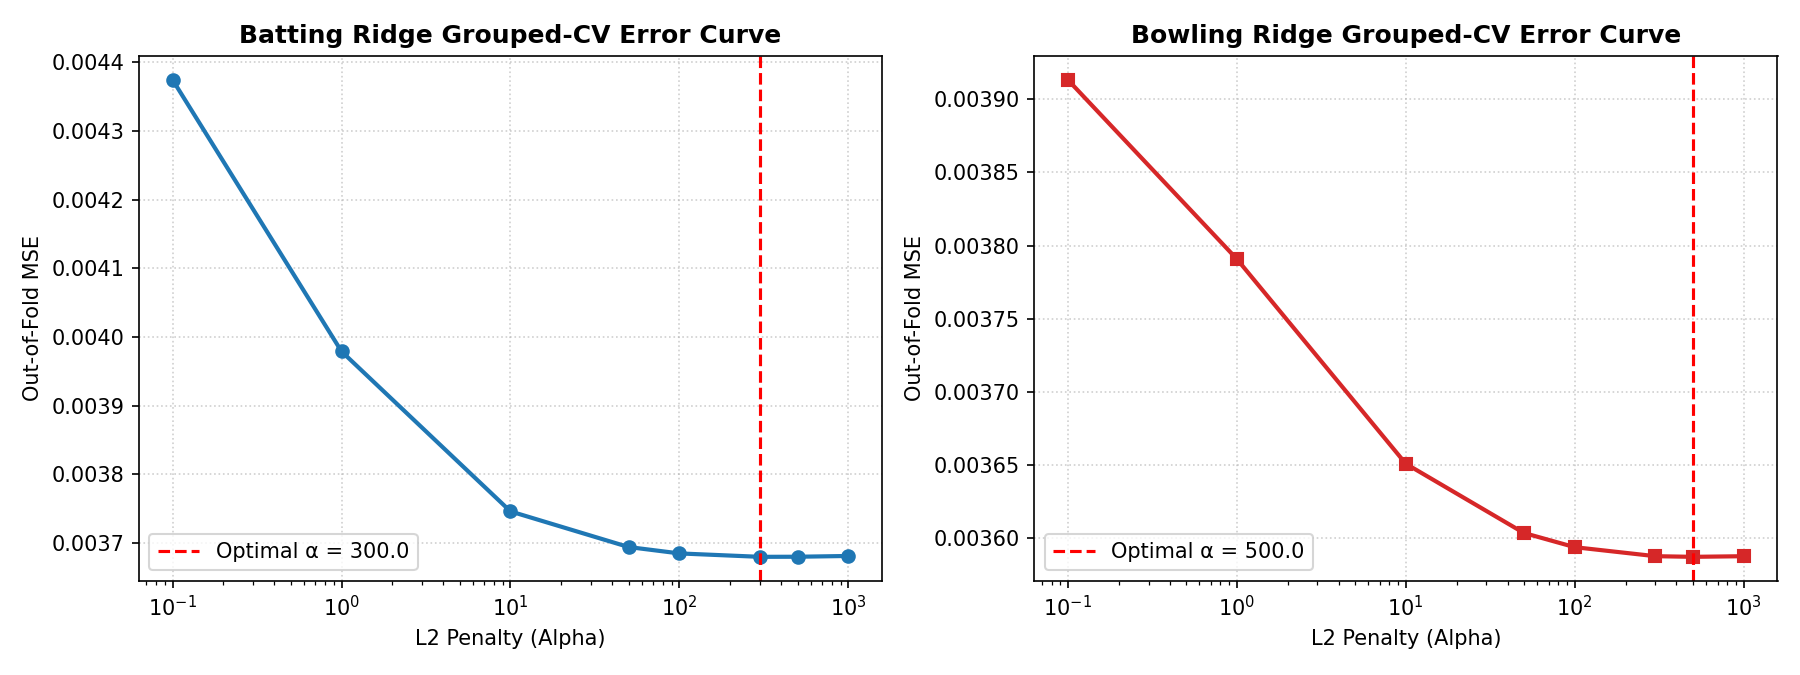 Batting Ridge Grouped-CV Error Curve
Out-of-Fold MSE
0.0044
0.0043
0.0042
0.0041
0.0040
0.0039
0.0038
0.0037
Optimal α = 300.0
10⁻¹ 10⁰ 10¹ 10² 10³
L2 Penalty (Alpha)
Bowling Ridge Grouped-CV Error Curve
Out-of-Fold MSE
0.00390
0.00385
0.00380
0.00375
0.00370
0.00365
0.00360
Optimal α = 500.0
10⁻¹ 10⁰ 10¹ 10² 10³
L2 Penalty (Alpha)